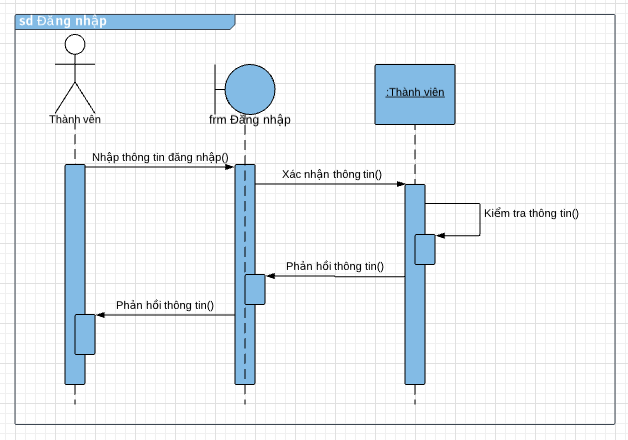 sd Đăng nhập
Thành vên
frm Đăng nhập
:Thành viên
Nhập thông tin đăng nhập()
Xác nhận thông tin()
Kiểm tra thông tin()
Phản hồi thông tin()
Phản hồi thông tin()